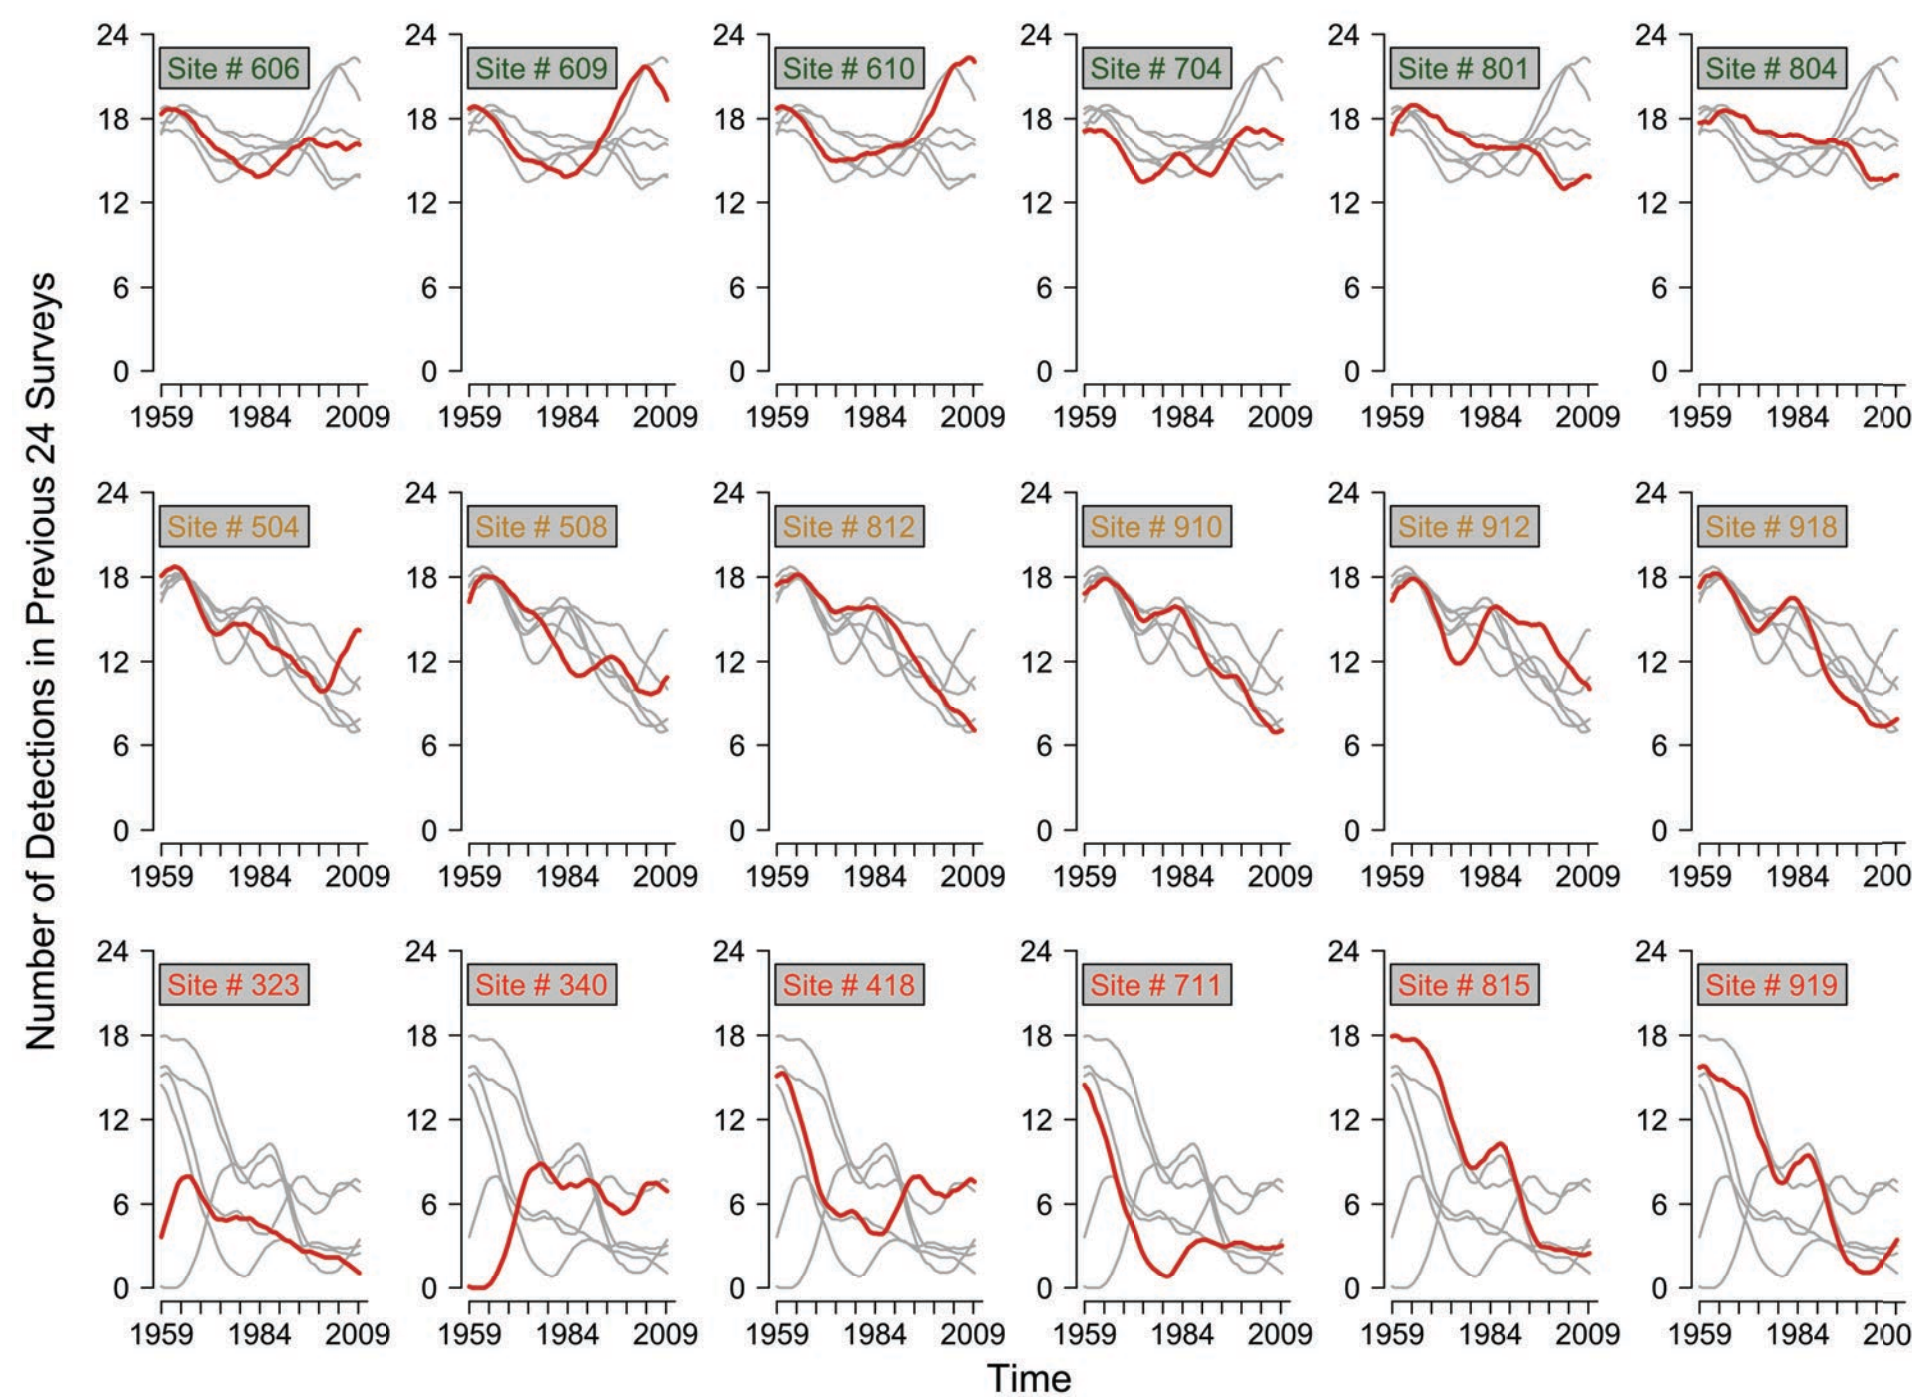 Number of Detections in Previous 24 Surveys
24 24 24 24 24 24
Site # 606 Site # 609 Site # 610 Site # 704 Site # 801 Site # 804
18 18 18 18 18 18
12 12 12 12 12 12
6 6 6 6 6 6
0 0 0 0 0 0
1959 1984 2009 1959 1984 2009 1959 1984 2009 1959 1984 2009 1959 1984 2009 1959 1984 200
24 24 24 24 24 24
Site # 504 Site # 508 Site # 812 Site # 910 Site # 912 Site # 918
18 18 18 18 18 18
12 12 12 12 12 12
6 6 6 6 6 6
0 0 0 0 0 0
1959 1984 2009 1959 1984 2009 1959 1984 2009 1959 1984 2009 1959 1984 2009 1959 1984 200
24 24 24 24 24 24
Site # 323 Site # 340 Site # 418 Site # 711 Site # 815 Site # 919
18 18 18 18 18 18
12 12 12 12 12 12
6 6 6 6 6 6
0 0 0 0 0 0
1959 1984 2009 1959 1984 2009 1959 1984 2009 1959 1984 2009 1959 1984 2009 1959 1984 200
Time